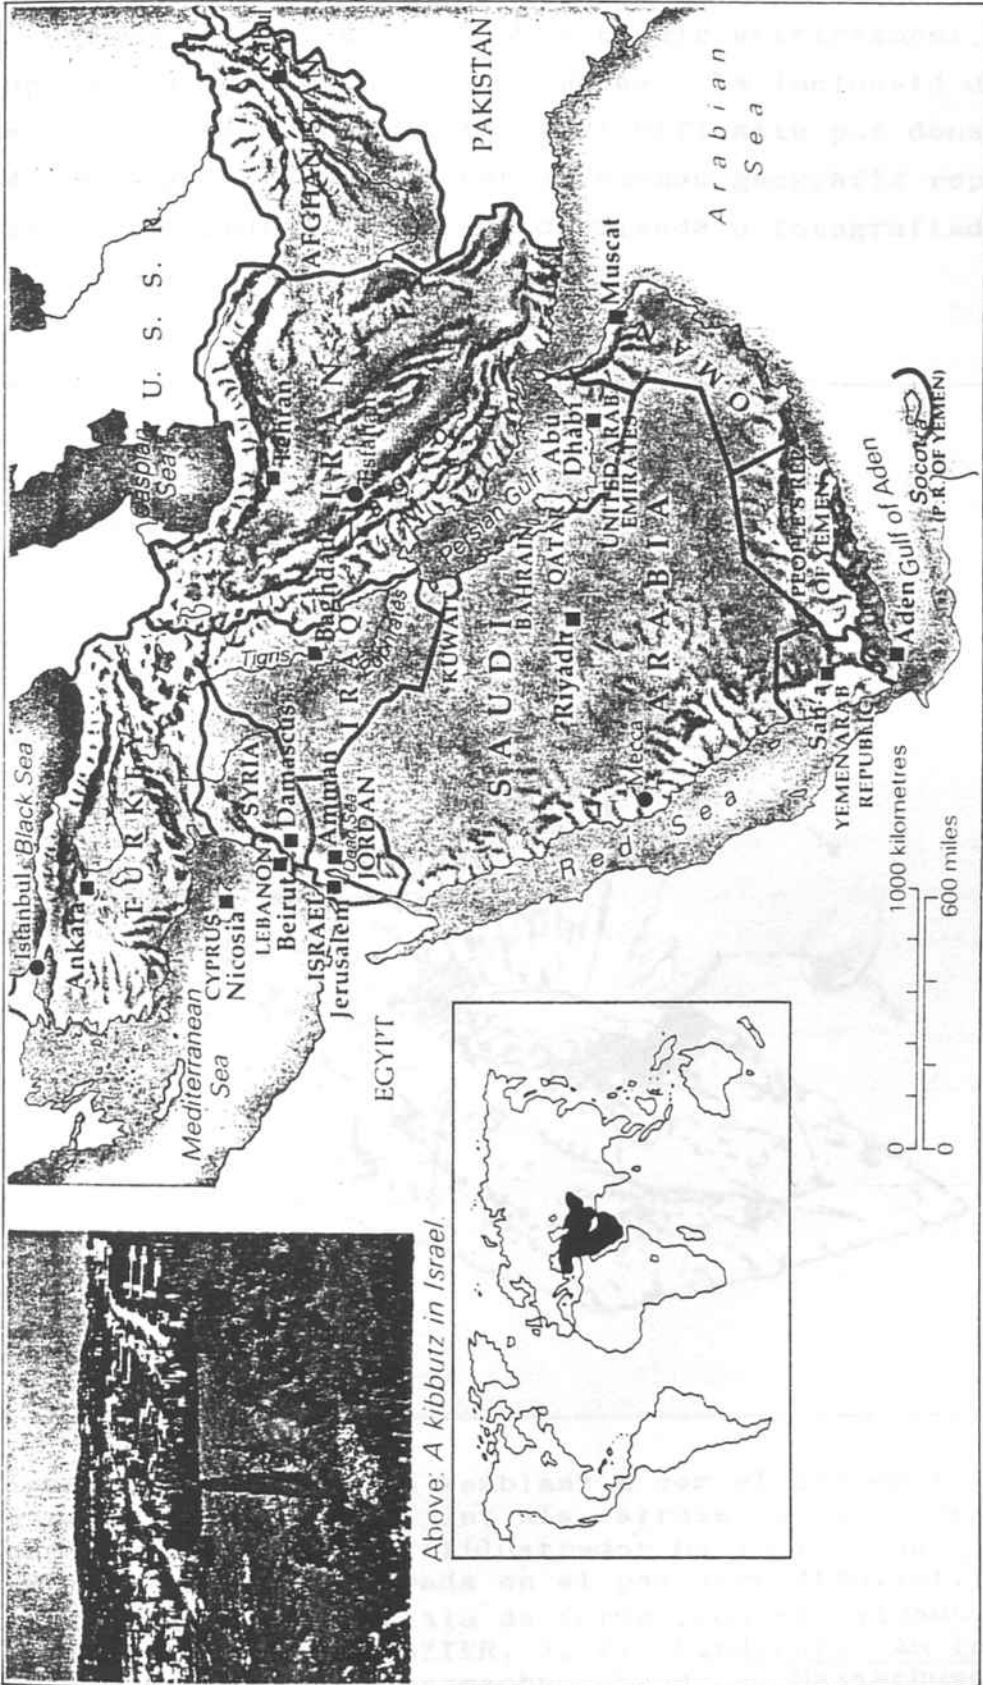 Above: A kibbutz in Israel.
Istanbul
Black Sea
Ankara
TURKEY
Mediterranean
Sea
CYPRUS
Nicosia
LEBANON
Beirut
SYRIA
Damascus
ISRAEL
Jerusalem
Amman
Dead Sea
JORDAN
EGYPT
Caspian
Sea
U. S. S. R.
Tigris
Baghdad
IRAQ
Euphrates
Tehran
IRAN
Isfahan
Zagros
Kabul
AFGHANISTAN
PAKISTAN
KUWAIT
Persian Gulf
BAHRAIN
QATAR
Abu
Dhabi
UNITED ARAB
EMIRATES
Muscat
OMAN
Arabian
Sea
SAUDI
ARABIA
Riyadh
Mecca
Red Sea
San'a
YEMEN ARAB
REPUBLIC
PEOPLE'S REP.
OF YEMEN
Aden
Gulf of Aden
Socotra
(P.R. OF YEMEN)
0 1000 kilometres
0 600 miles